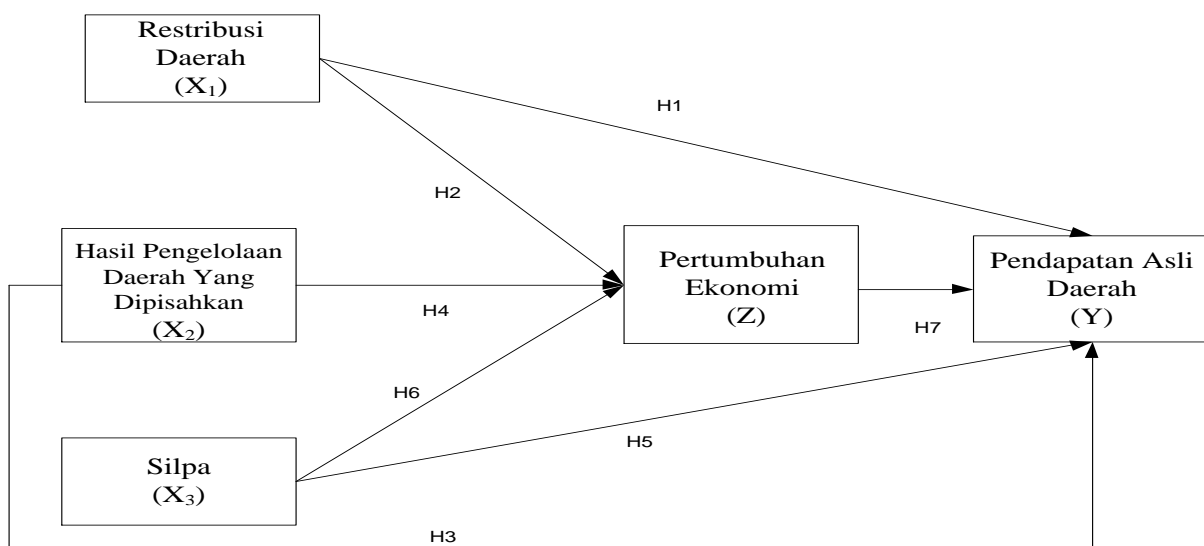 Restribusi
Daerah
(X₁)
H1
H2
Hasil Pengelolaan
Daerah Yang
Dipisahkan
(X₂)
H4
Pertumbuhan
Ekonomi
(Z)
H7
Pendapatan Asli
Daerah
(Y)
H6
H5
Silpa
(X₃)
H3